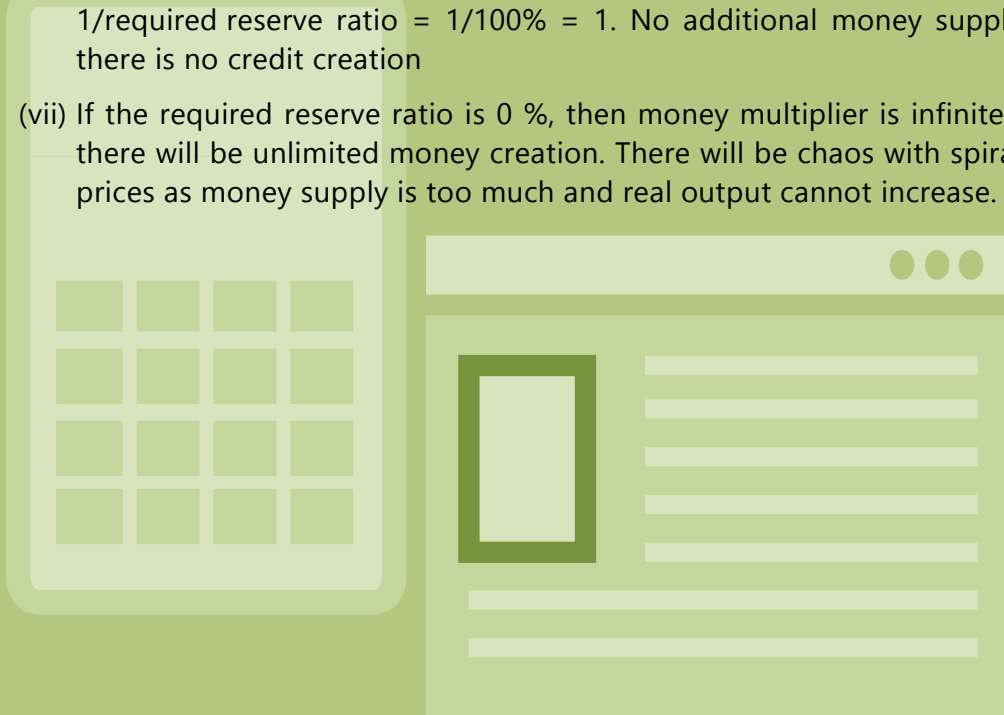 1/required reserve ratio = 1/100% = 1. No additional money
there is no credit creation
(vii) If the required reserve ratio is 0 %, then money multiplier is infinite
there will be unlimited money creation. There will be chaos with
prices as money supply is too much and real output cannot increase.